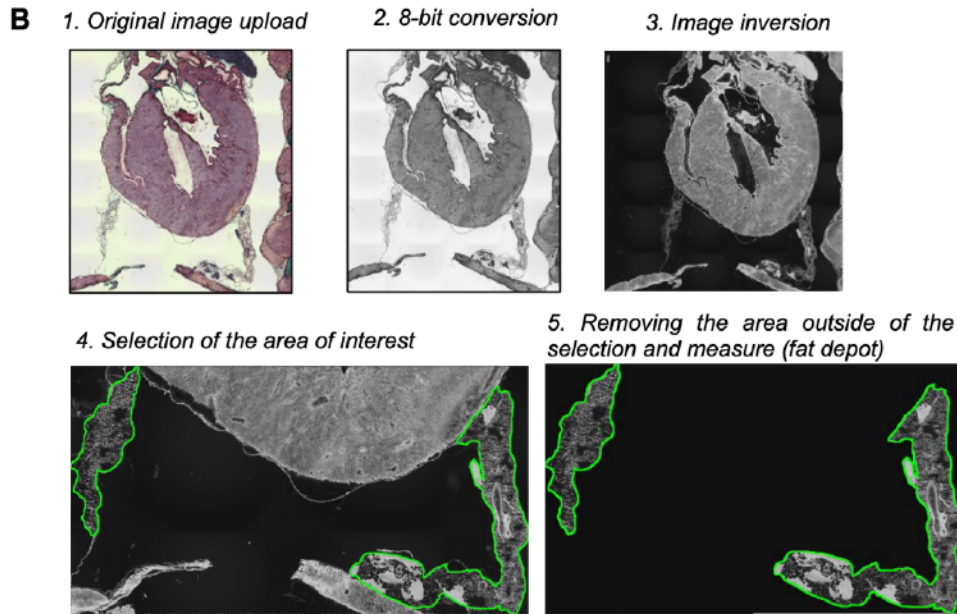 B
1. Original image upload
2. 8-bit conversion
3. Image inversion
4. Selection of the area of interest
5. Removing the area outside of the
selection and measure (fat depot)